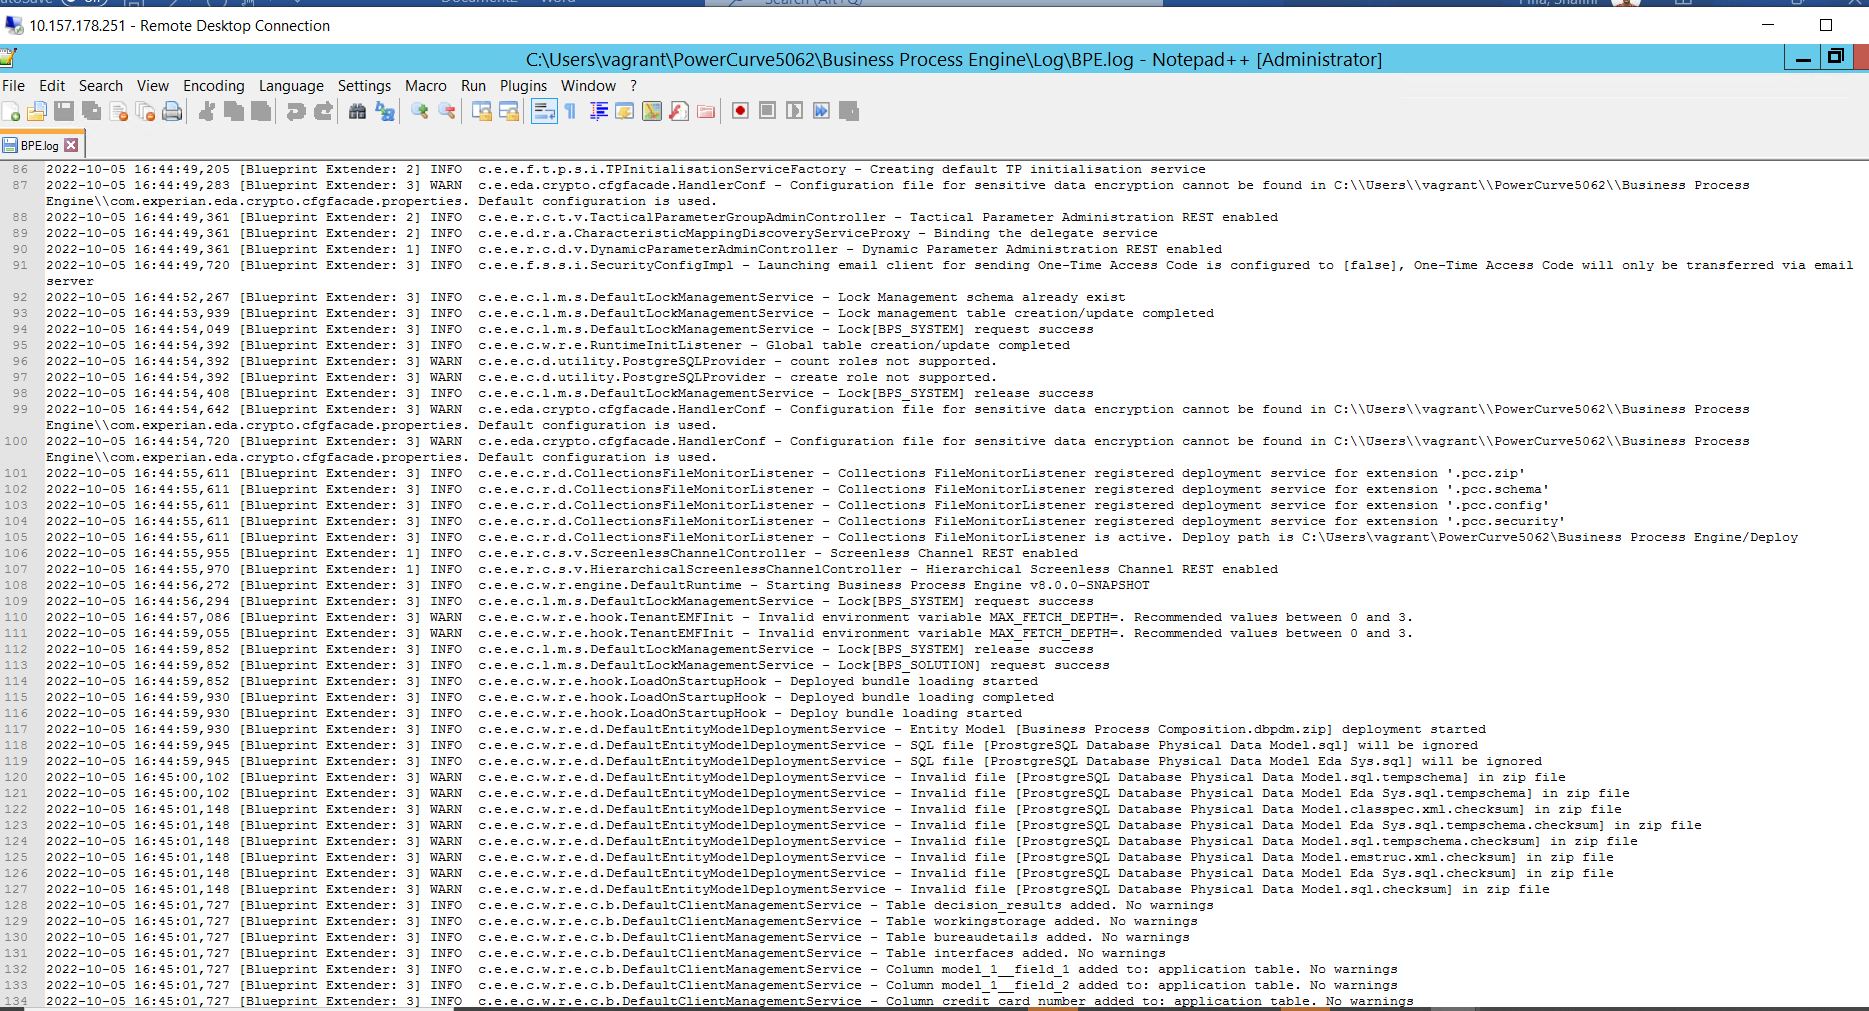 10.157.178.251 - Remote Desktop Connection
C:\Users\vagrant\PowerCurve5062\Business Process Engine\Log\BPE.log - Notepad++ [Administrator]
File Edit Search View Encoding Language Settings Macro Run Plugins Window ?
BPE.log
86 2022-10-05 16:44:49,205 [Blueprint Extender: 2] INFO c.e.e.f.t.p.s.i.TPInitialisationServiceFactory - Creating default TP initialisation service
87 2022-10-05 16:44:49,283 [Blueprint Extender: 3] WARN c.e.eda.crypto.cfgfacade.HandlerConf - Configuration file for sensitive data encryption cannot be found in C:\\Users\\vagrant\\PowerCurve5062\\Business Process
Engine\\com.experian.eda.crypto.cfgfacade.properties. Default configuration is used.
88 2022-10-05 16:44:49,361 [Blueprint Extender: 2] INFO c.e.e.r.c.t.v.TacticalParameterGroupAdminController - Tactical Parameter Administration REST enabled
89 2022-10-05 16:44:49,361 [Blueprint Extender: 2] INFO c.e.e.d.r.a.CharacteristicMappingDiscoveryServiceProxy - Binding the delegate service
90 2022-10-05 16:44:49,361 [Blueprint Extender: 1] INFO c.e.e.r.c.d.v.DynamicParameterAdminController - Dynamic Parameter Administration REST enabled
91 2022-10-05 16:44:49,720 [Blueprint Extender: 3] INFO c.e.e.f.s.s.i.SecurityConfigImpl - Launching email client for sending One-Time Access Code is configured to [false], One-Time Access Code will only be transferred via email
server
92 2022-10-05 16:44:52,267 [Blueprint Extender: 3] INFO c.e.e.c.l.m.s.DefaultLockManagementService - Lock Management schema already exist
93 2022-10-05 16:44:53,939 [Blueprint Extender: 3] INFO c.e.e.c.l.m.s.DefaultLockManagementService - Lock management table creation/update completed
94 2022-10-05 16:44:54,049 [Blueprint Extender: 3] INFO c.e.e.c.l.m.s.DefaultLockManagementService - Lock[BPS_SYSTEM] request success
95 2022-10-05 16:44:54,392 [Blueprint Extender: 3] INFO c.e.e.c.w.r.e.RuntimeInitListener - Global table creation/update completed
96 2022-10-05 16:44:54,392 [Blueprint Extender: 3] WARN c.e.e.c.d.utility.PostgreSQLProvider - count roles not supported.
97 2022-10-05 16:44:54,392 [Blueprint Extender: 3] WARN c.e.e.c.d.utility.PostgreSQLProvider - create role not supported.
98 2022-10-05 16:44:54,408 [Blueprint Extender: 3] INFO c.e.e.c.l.m.s.DefaultLockManagementService - Lock[BPS_SYSTEM] release success
99 2022-10-05 16:44:54,642 [Blueprint Extender: 3] WARN c.e.eda.crypto.cfgfacade.HandlerConf - Configuration file for sensitive data encryption cannot be found in C:\\Users\\vagrant\\PowerCurve5062\\Business Process
Engine\\com.experian.eda.crypto.cfgfacade.properties. Default configuration is used.
100 2022-10-05 16:44:54,720 [Blueprint Extender: 3] WARN c.e.eda.crypto.cfgfacade.HandlerConf - Configuration file for sensitive data encryption cannot be found in C:\\Users\\vagrant\\PowerCurve5062\\Business Process
Engine\\com.experian.eda.crypto.cfgfacade.properties. Default configuration is used.
101 2022-10-05 16:44:55,611 [Blueprint Extender: 3] INFO c.e.e.c.r.d.CollectionsFileMonitorListener - Collections FileMonitorListener registered deployment service for extension '.pcc.zip'
102 2022-10-05 16:44:55,611 [Blueprint Extender: 3] INFO c.e.e.c.r.d.CollectionsFileMonitorListener - Collections FileMonitorListener registered deployment service for extension '.pcc.schema'
103 2022-10-05 16:44:55,611 [Blueprint Extender: 3] INFO c.e.e.c.r.d.CollectionsFileMonitorListener - Collections FileMonitorListener registered deployment service for extension '.pcc.config'
104 2022-10-05 16:44:55,611 [Blueprint Extender: 3] INFO c.e.e.c.r.d.CollectionsFileMonitorListener - Collections FileMonitorListener registered deployment service for extension '.pcc.security'
105 2022-10-05 16:44:55,611 [Blueprint Extender: 3] INFO c.e.e.c.r.d.CollectionsFileMonitorListener - Collections FileMonitorListener is active. Deploy path is C:\Users\vagrant\PowerCurve5062\Business Process Engine/Deploy
106 2022-10-05 16:44:55,955 [Blueprint Extender: 1] INFO c.e.e.r.c.s.v.ScreenlessChannelController - Screenless Channel REST enabled
107 2022-10-05 16:44:55,970 [Blueprint Extender: 1] INFO c.e.e.r.c.s.v.HierarchicalScreenlessChannelController - Hierarchical Screenless Channel REST enabled
108 2022-10-05 16:44:56,272 [Blueprint Extender: 3] INFO c.e.e.c.w.r.engine.DefaultRuntime - Starting Business Process Engine v8.0.0-SNAPSHOT
109 2022-10-05 16:44:56,294 [Blueprint Extender: 3] INFO c.e.e.c.l.m.s.DefaultLockManagementService - Lock[BPS_SYSTEM] request success
110 2022-10-05 16:44:57,086 [Blueprint Extender: 3] WARN c.e.e.c.w.r.e.hook.TenantEMFInit - Invalid environment variable MAX_FETCH_DEPTH=. Recommended values between 0 and 3.
111 2022-10-05 16:44:59,055 [Blueprint Extender: 3] WARN c.e.e.c.w.r.e.hook.TenantEMFInit - Invalid environment variable MAX_FETCH_DEPTH=. Recommended values between 0 and 3.
112 2022-10-05 16:44:59,852 [Blueprint Extender: 3] INFO c.e.e.c.l.m.s.DefaultLockManagementService - Lock[BPS_SYSTEM] release success
113 2022-10-05 16:44:59,852 [Blueprint Extender: 3] INFO c.e.e.c.l.m.s.DefaultLockManagementService - Lock[BPS_SOLUTION] request success
114 2022-10-05 16:44:59,852 [Blueprint Extender: 3] INFO c.e.e.c.w.r.e.hook.LoadOnStartupHook - Deployed bundle loading started
115 2022-10-05 16:44:59,930 [Blueprint Extender: 3] INFO c.e.e.c.w.r.e.hook.LoadOnStartupHook - Deployed bundle loading completed
116 2022-10-05 16:44:59,930 [Blueprint Extender: 3] INFO c.e.e.c.w.r.e.hook.LoadOnStartupHook - Deploy bundle loading started
117 2022-10-05 16:44:59,930 [Blueprint Extender: 3] INFO c.e.e.c.w.r.e.d.DefaultEntityModelDeploymentService - Entity Model [Business Process Composition.dbpdm.zip] deployment started
118 2022-10-05 16:44:59,945 [Blueprint Extender: 3] INFO c.e.e.c.w.r.e.d.DefaultEntityModelDeploymentService - SQL file [ProstgreSQL Database Physical Data Model.sql] will be ignored
119 2022-10-05 16:44:59,945 [Blueprint Extender: 3] INFO c.e.e.c.w.r.e.d.DefaultEntityModelDeploymentService - SQL file [ProstgreSQL Database Physical Data Model Eda Sys.sql] will be ignored
120 2022-10-05 16:45:00,102 [Blueprint Extender: 3] WARN c.e.e.c.w.r.e.d.DefaultEntityModelDeploymentService - Invalid file [ProstgreSQL Database Physical Data Model.sql.tempschema] in zip file
121 2022-10-05 16:45:00,102 [Blueprint Extender: 3] WARN c.e.e.c.w.r.e.d.DefaultEntityModelDeploymentService - Invalid file [ProstgreSQL Database Physical Data Model Eda Sys.sql.tempschema] in zip file
122 2022-10-05 16:45:01,148 [Blueprint Extender: 3] WARN c.e.e.c.w.r.e.d.DefaultEntityModelDeploymentService - Invalid file [ProstgreSQL Database Physical Data Model.classpec.xml.checksum] in zip file
123 2022-10-05 16:45:01,148 [Blueprint Extender: 3] WARN c.e.e.c.w.r.e.d.DefaultEntityModelDeploymentService - Invalid file [ProstgreSQL Database Physical Data Model Eda Sys.sql.tempschema.checksum] in zip file
124 2022-10-05 16:45:01,148 [Blueprint Extender: 3] WARN c.e.e.c.w.r.e.d.DefaultEntityModelDeploymentService - Invalid file [ProstgreSQL Database Physical Data Model.sql.tempschema.checksum] in zip file
125 2022-10-05 16:45:01,148 [Blueprint Extender: 3] WARN c.e.e.c.w.r.e.d.DefaultEntityModelDeploymentService - Invalid file [ProstgreSQL Database Physical Data Model.emstruc.xml.checksum] in zip file
126 2022-10-05 16:45:01,148 [Blueprint Extender: 3] WARN c.e.e.c.w.r.e.d.DefaultEntityModelDeploymentService - Invalid file [ProstgreSQL Database Physical Data Model Eda Sys.sql.checksum] in zip file
127 2022-10-05 16:45:01,148 [Blueprint Extender: 3] WARN c.e.e.c.w.r.e.d.DefaultEntityModelDeploymentService - Invalid file [ProstgreSQL Database Physical Data Model.sql.checksum] in zip file
128 2022-10-05 16:45:01,727 [Blueprint Extender: 3] INFO c.e.e.c.w.r.e.c.b.DefaultClientManagementService - Table decision_results added. No warnings
129 2022-10-05 16:45:01,727 [Blueprint Extender: 3] INFO c.e.e.c.w.r.e.c.b.DefaultClientManagementService - Table workingstorage added. No warnings
130 2022-10-05 16:45:01,727 [Blueprint Extender: 3] INFO c.e.e.c.w.r.e.c.b.DefaultClientManagementService - Table bureaudetails added. No warnings
131 2022-10-05 16:45:01,727 [Blueprint Extender: 3] INFO c.e.e.c.w.r.e.c.b.DefaultClientManagementService - Table interfaces added. No warnings
132 2022-10-05 16:45:01,727 [Blueprint Extender: 3] INFO c.e.e.c.w.r.e.c.b.DefaultClientManagementService - Column model_1__field_1 added to: application table. No warnings
133 2022-10-05 16:45:01,727 [Blueprint Extender: 3] INFO c.e.e.c.w.r.e.c.b.DefaultClientManagementService - Column model_1__field_2 added to: application table. No warnings
134 2022-10-05 16:45:01,727 [Blueprint Extender: 3] INFO c.e.e.c.w.r.e.c.b.DefaultClientManagementService - Column credit card number added to: application table. No warnings